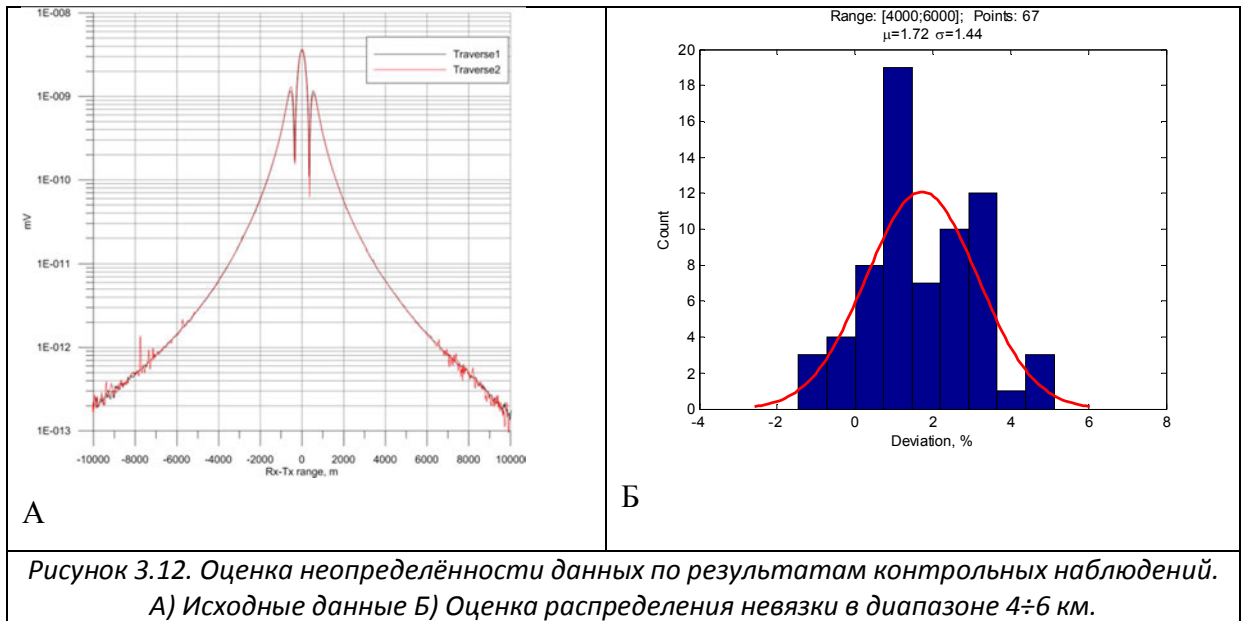 1E-008
Traverse1
Traverse2
1E-009
1E-010
mV
1E-011
1E-012
1E-013
-10000 -8000 -6000 -4000 -2000 0 2000 4000 6000 8000 10000
Rx-Tx range, m
А
Range: [4000;6000]; Points: 67
μ=1.72 σ=1.44
20
18
16
14
12
10
8
6
4
2
0
Count
-4 -2 0 2 4 6 8
Deviation, %
Б
Рисунок 3.12. Оценка неопределённости данных по результатам контрольных наблюдений.
А) Исходные данные Б) Оценка распределения невязки в диапазоне 4÷6 км.